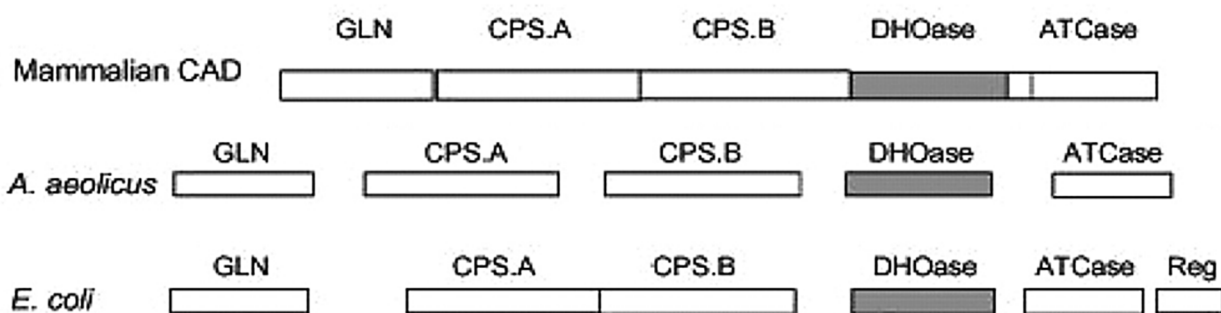 GLN CPS.A CPS.B DHOase ATCase
Mammalian CAD
GLN CPS.A CPS.B DHOase ATCase
A. aeolicus
GLN CPS.A CPS.B DHOase ATCase Reg
E. coli